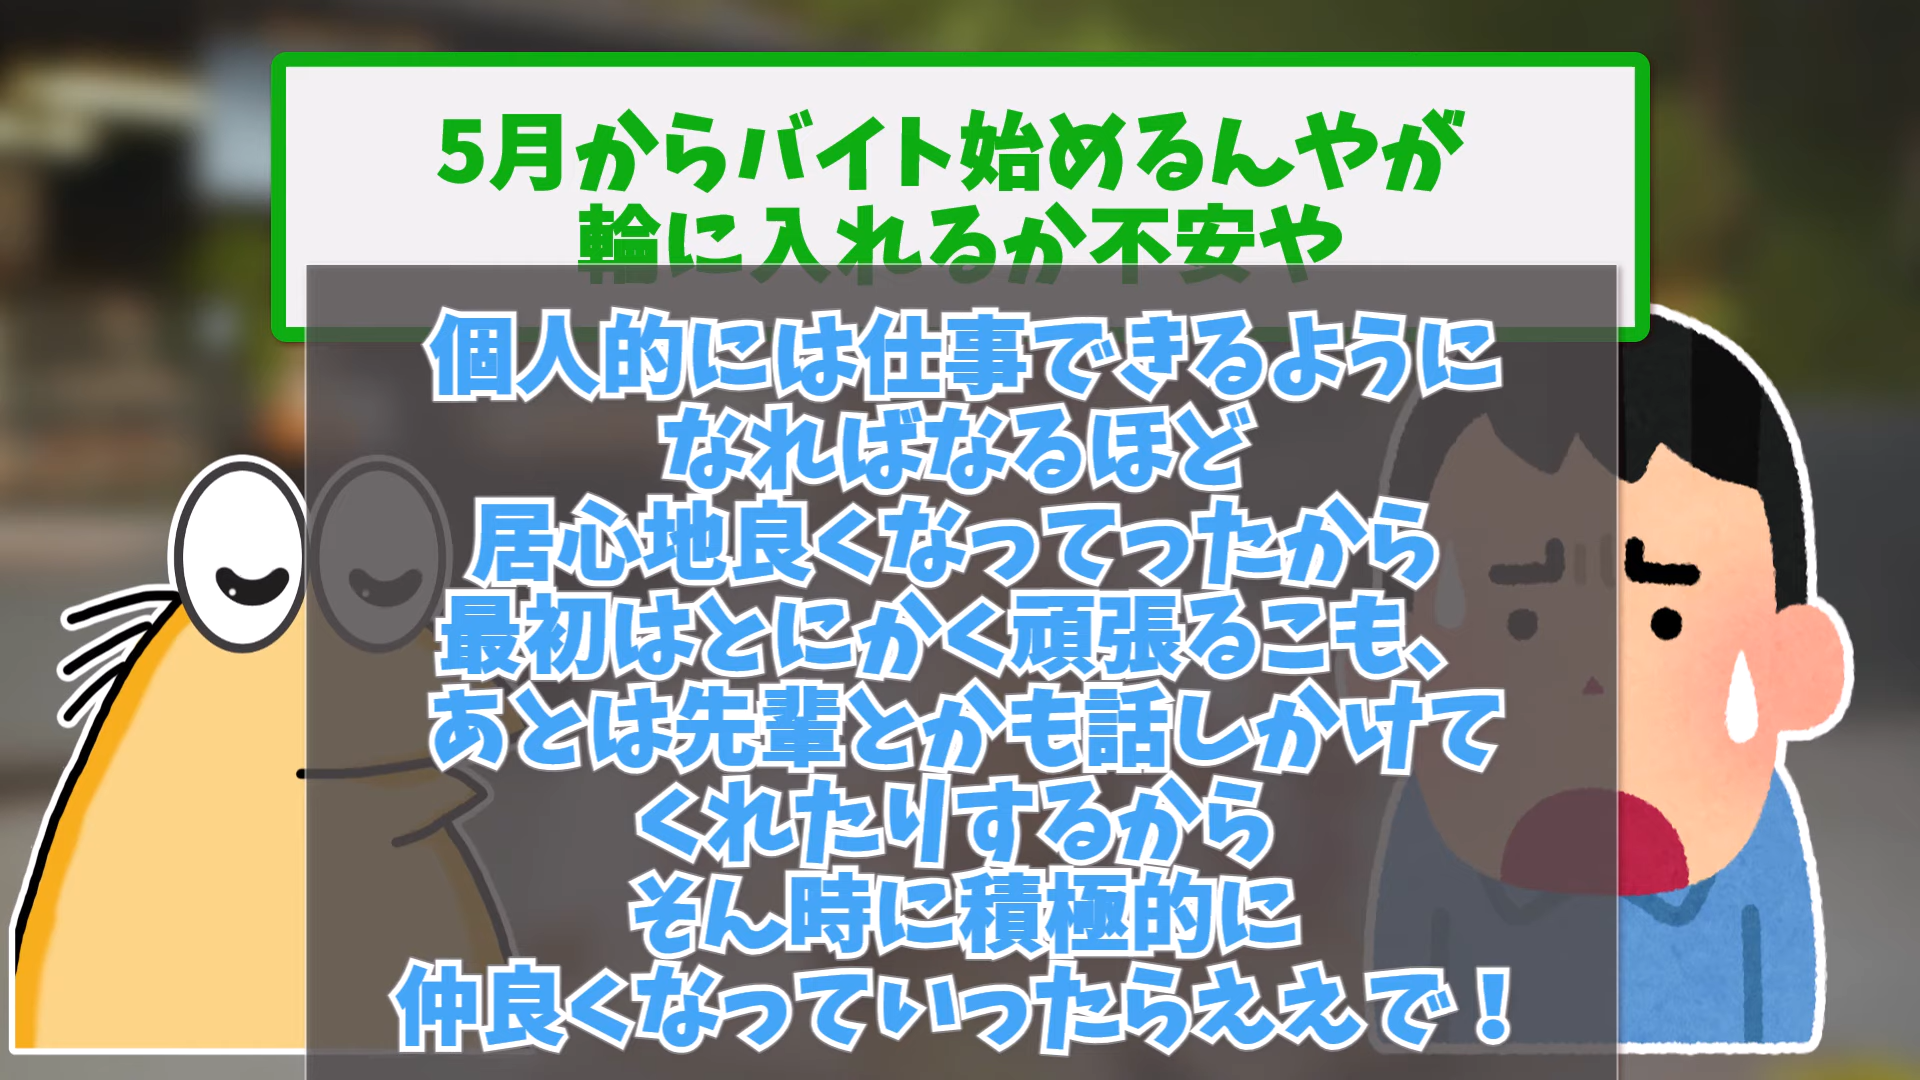 5月からバイト始めるんやが
輪に入れるか不安や
個人的には仕事できるように
なればなるほど
居心地良くなってったから
最初はとにかく頑張るこも、
あとは先輩とかも話しかけて
くれたりするから
そん時に積極的に
仲良くなっていったらええで！